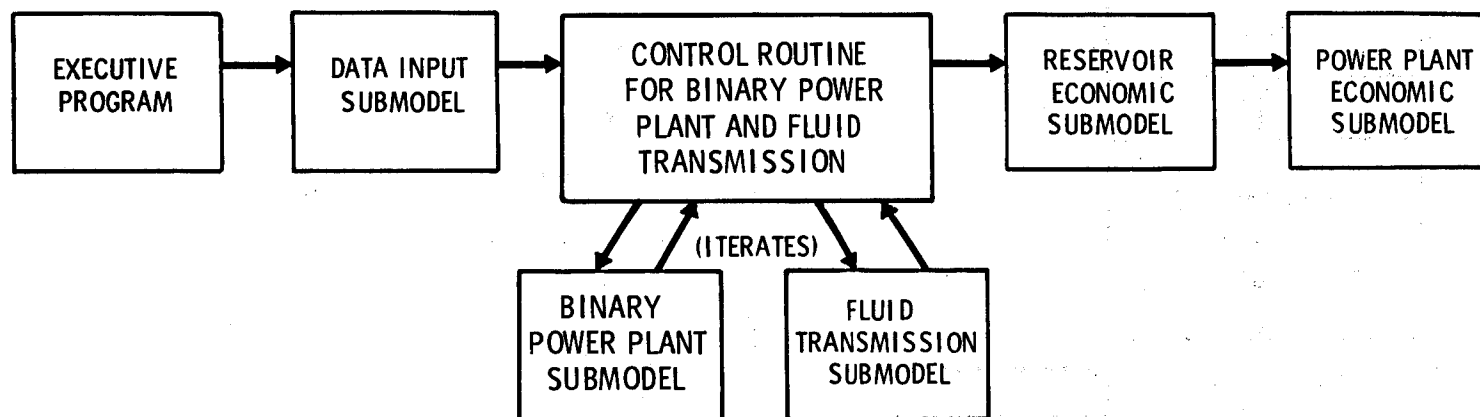 EXECUTIVE
PROGRAM
DATA INPUT
SUBMODEL
CONTROL ROUTINE
FOR BINARY POWER
PLANT AND FLUID
TRANSMISSION
RESERVOIR
ECONOMIC
SUBMODEL
POWER PLANT
ECONOMIC
SUBMODEL
(ITERATES)
BINARY
POWER PLANT
SUBMODEL
FLUID
TRANSMISSION
SUBMODEL